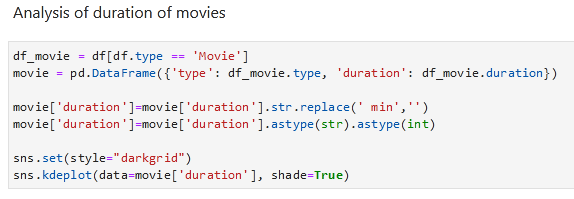 Analysis of duration of movies
df_movie = df[df.type == 'Movie']
movie = pd.DataFrame({'type': df_movie.type, 'duration': df_movie.duration})
movie['duration']=movie['duration'].str.replace(' min','')
movie['duration']=movie['duration'].astype(str).astype(int)
sns.set(style="darkgrid")
sns.kdeplot(data=movie['duration'], shade=True)